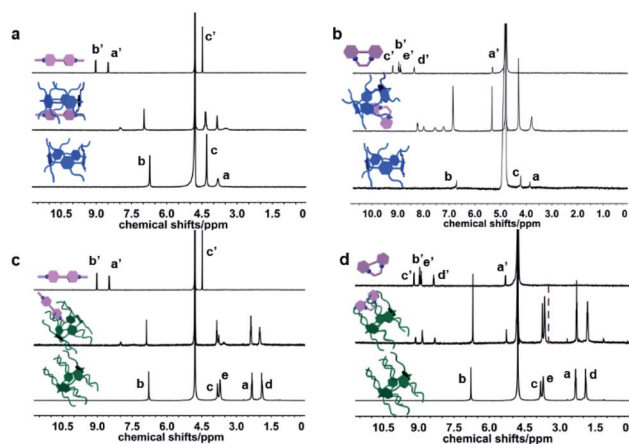 a
b' a' c'
b c a
10.5 9.0 7.5 6.0 4.5 3.0 1.5 0
chemical shifts/ppm
b
c' b' e' d' a'
b c a
10.0 9.0 8.0 7.0 6.0 5.0 4.0 3.0 2.0 1.0 0
chemical shifts/ppm
c
b' a' c'
b c e a d
10.5 9.0 7.5 6.0 4.5 3.0 1.5 0
chemical shifts/ppm
d
c' b' e' d' a'
b c e a d
10.5 9.0 7.5 6.0 4.5 3.0 1.5 0
chemical shifts/ppm